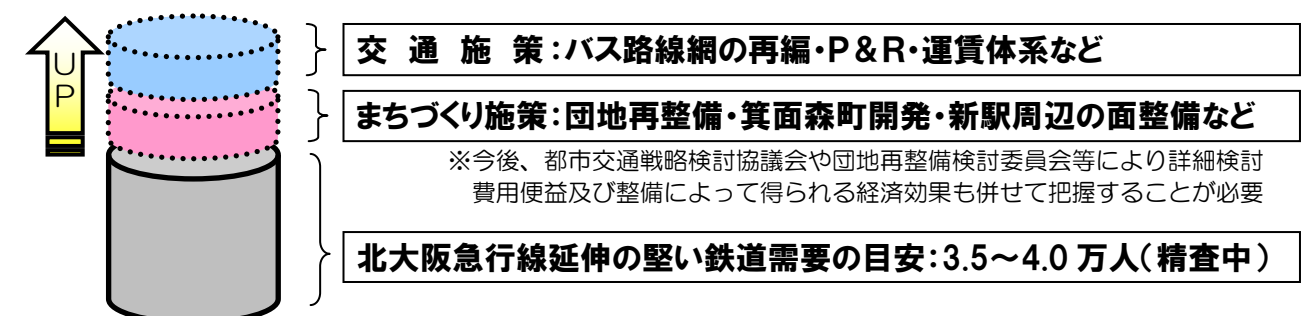 UP
交 通 施 策：バス路線網の再編・P＆R・運賃体系など
まちづくり施策：団地再整備・箕面森町開発・新駅周辺の面整備など
※今後、都市交通戦略検討協議会や団地再整備検討委員会等により詳細検討
費用便益及び整備によって得られる経済効果も併せて把握することが必要
北大阪急行線延伸の堅い鉄道需要の目安：3.5～4.0 万人（精査中）